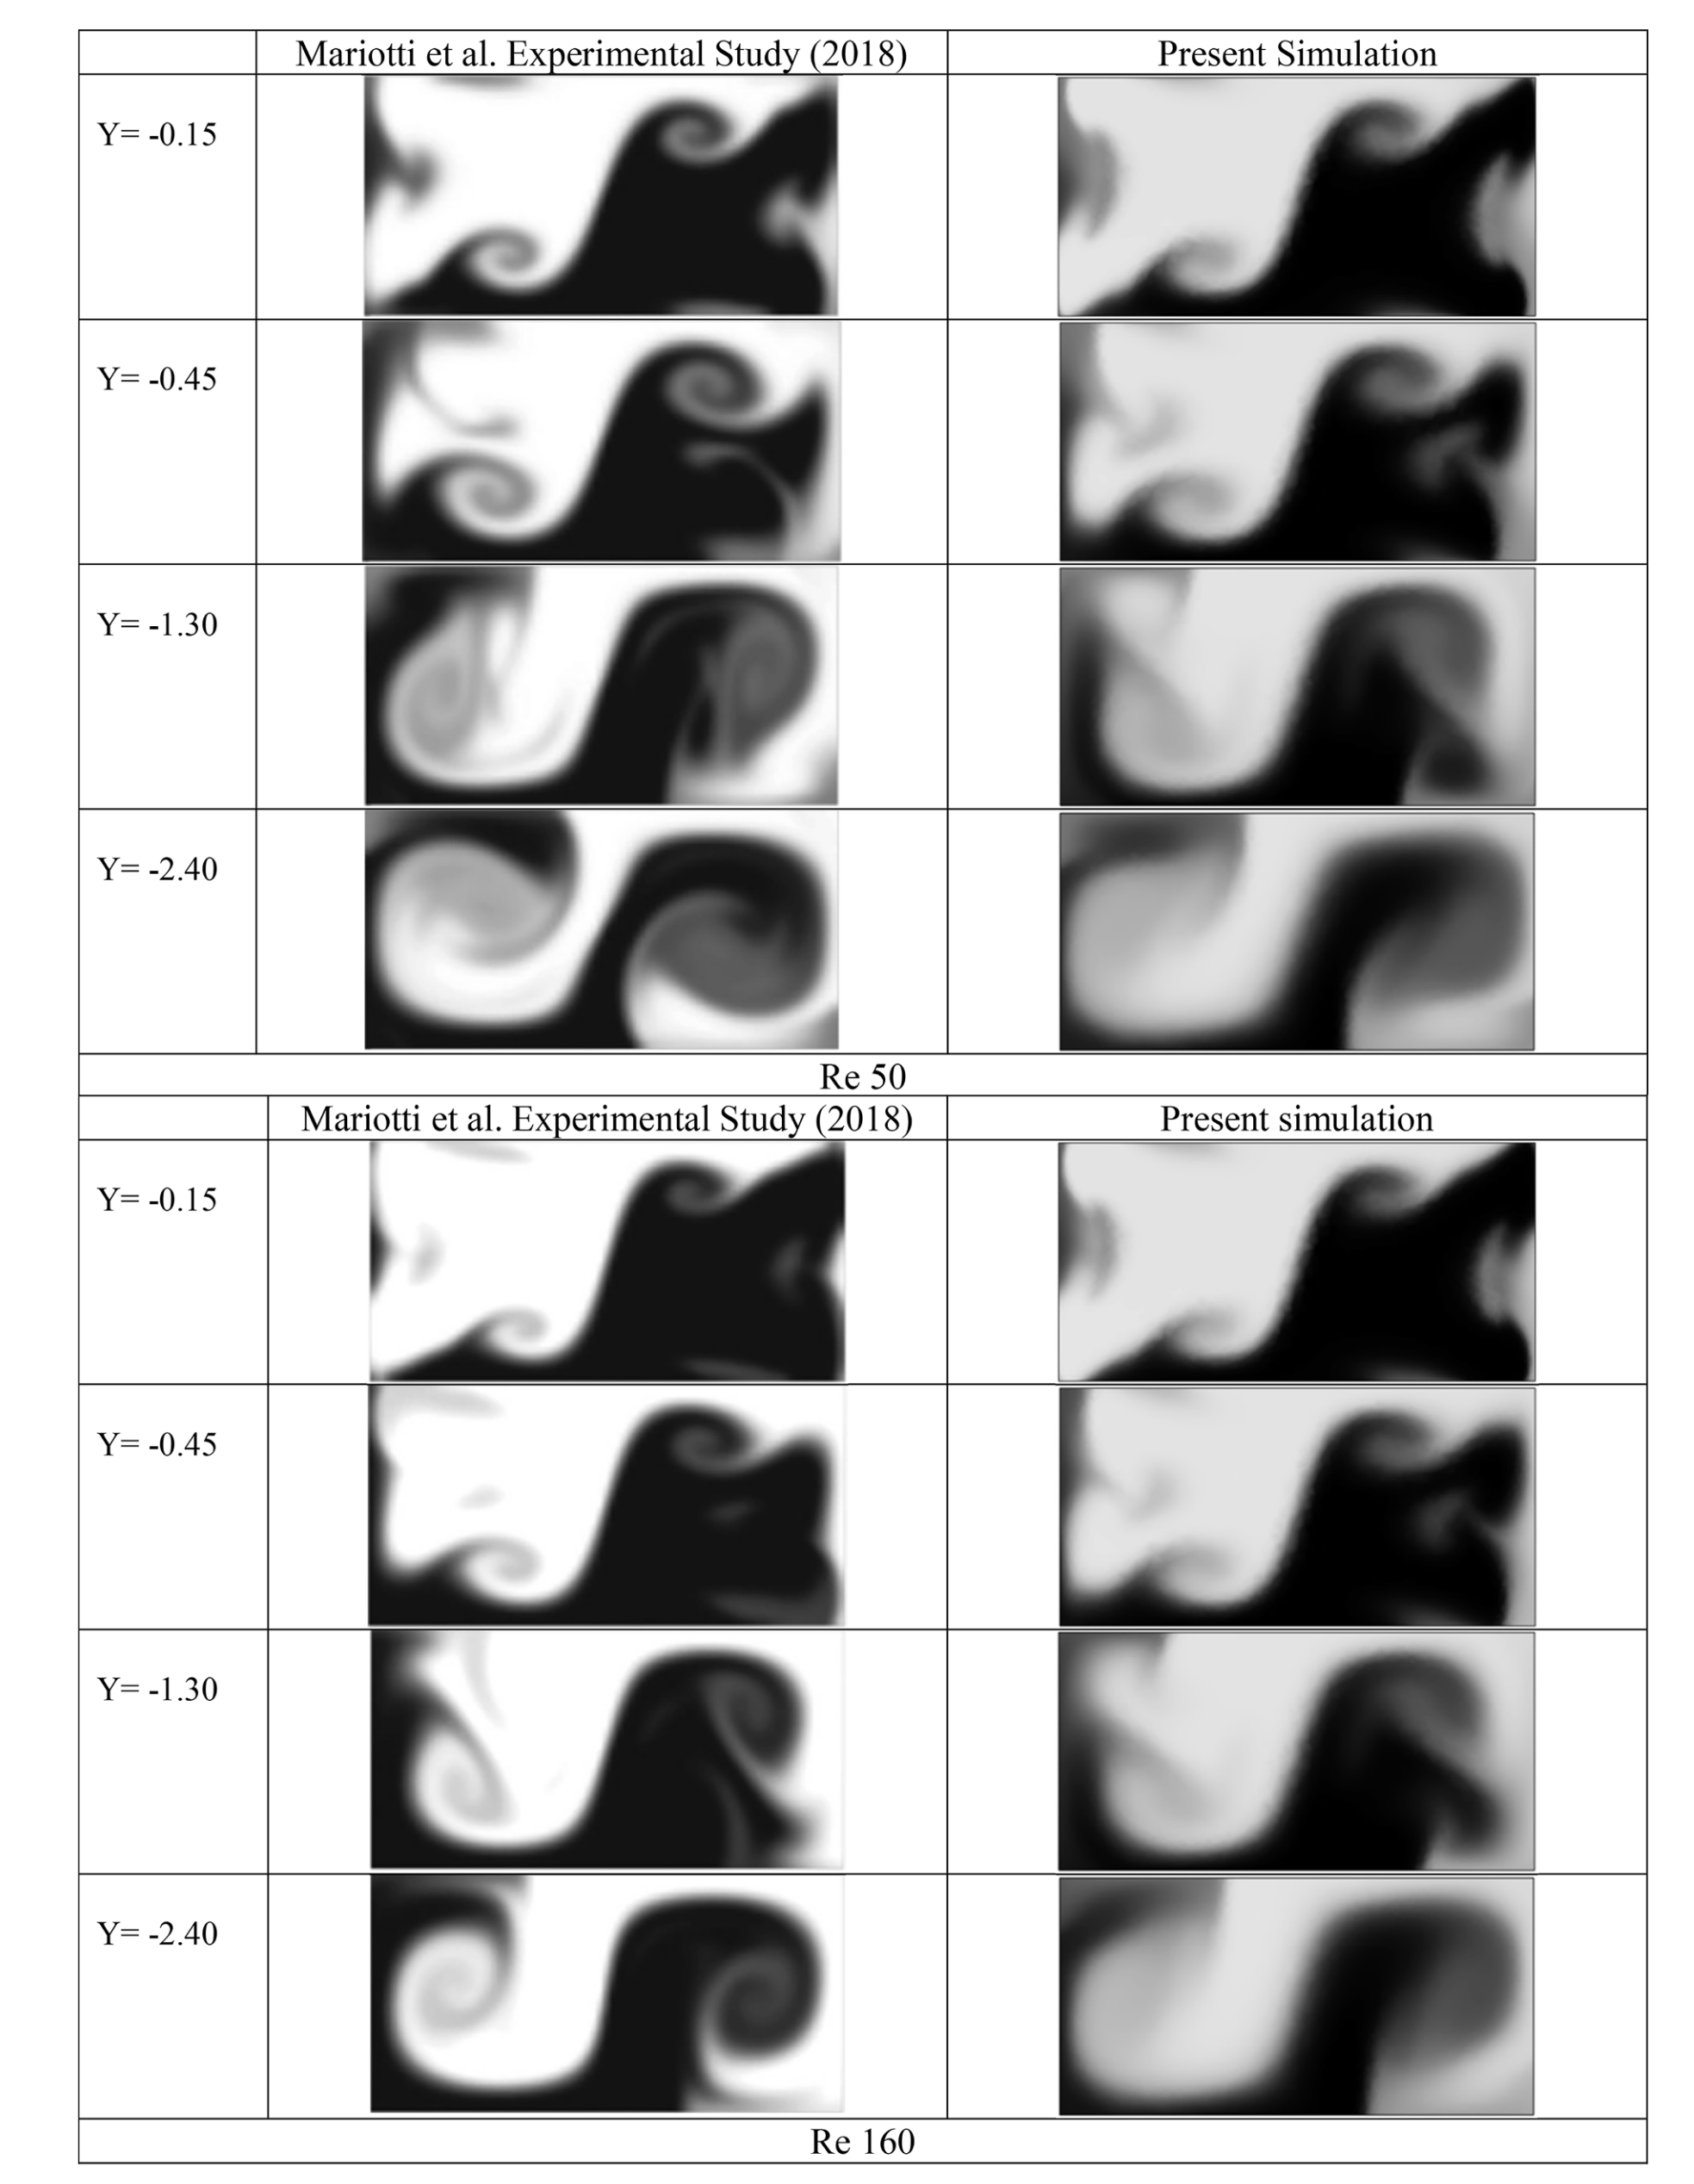 Mariotti et al. Experimental Study (2018) Present Simulation
Y= -0.15
Y= -0.45
Y= -1.30
Y= -2.40
Re 50
Mariotti et al. Experimental Study (2018) Present simulation
Y= -0.15
Y= -0.45
Y= -1.30
Y= -2.40
Re 160